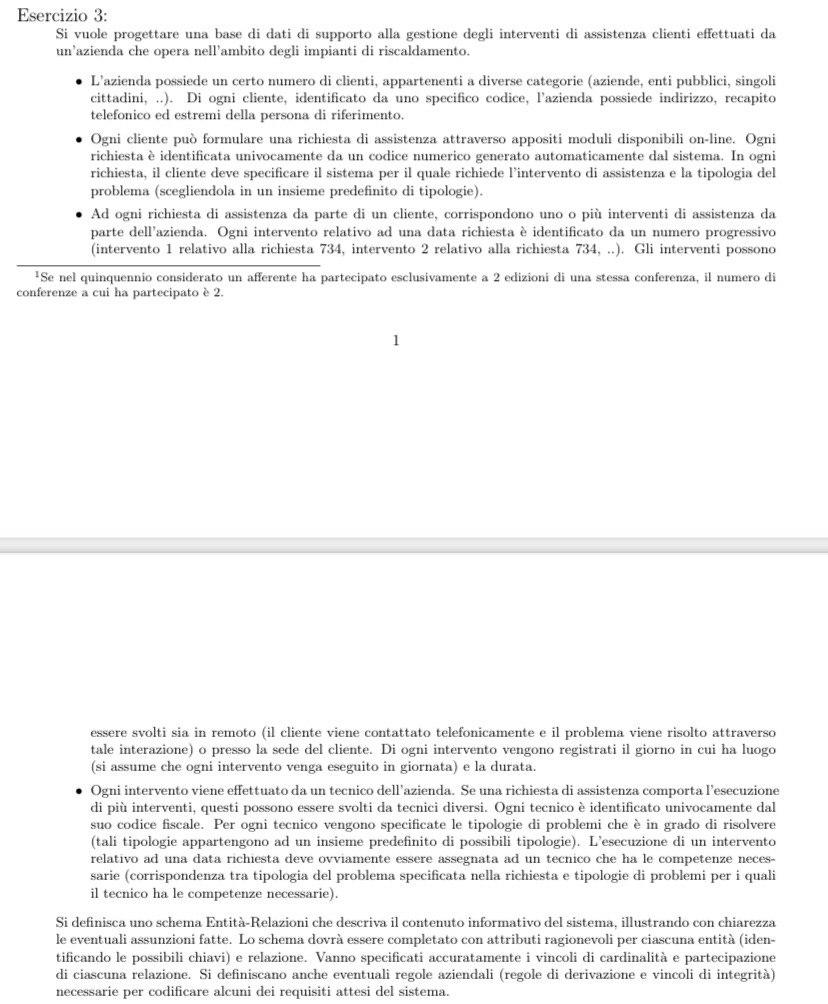 Esercizio 3:
Si vuole progettare una base di dati di supporto alla gestione degli interventi di assistenza clienti effettuati da
un'azienda che opera nell'ambito degli impianti di riscaldamento.
• L'azienda possiede un certo numero di clienti, appartenenti a diverse categorie (aziende, enti pubblici, singoli
cittadini, ..). Di ogni cliente, identificato da uno specifico codice, l'azienda possiede indirizzo, recapito
telefonico ed estremi della persona di riferimento.
• Ogni cliente può formulare una richiesta di assistenza attraverso appositi moduli disponibili on-line. Ogni
richiesta è identificata univocamente da un codice numerico generato automaticamente dal sistema. In ogni
richiesta, il cliente deve specificare il sistema per il quale richiede l'intervento di assistenza e la tipologia del
problema (scegliendola in un insieme predefinito di tipologie).
• Ad ogni richiesta di assistenza da parte di un cliente, corrispondono uno o più interventi di assistenza da
parte dell'azienda. Ogni intervento relativo ad una data richiesta è identificato da un numero progressivo
(intervento 1 relativo alla richiesta 734, intervento 2 relativo alla richiesta 734, ..). Gli interventi possono
1Se nel quinquennio considerato un afferente ha partecipato esclusivamente a 2 edizioni di una stessa conferenza, il numero di
conferenze a cui ha partecipato è 2.
1
essere svolti sia in remoto (il cliente viene contattato telefonicamente e il problema viene risolto attraverso
tale interazione) o presso la sede del cliente. Di ogni intervento vengono registrati il giorno in cui ha luogo
(si assume che ogni intervento venga eseguito in giornata) e la durata.
• Ogni intervento viene effettuato da un tecnico dell'azienda. Se una richiesta di assistenza comporta l'esecuzione
di più interventi, questi possono essere svolti da tecnici diversi. Ogni tecnico è identificato univocamente dal
suo codice fiscale. Per ogni tecnico vengono specificate le tipologie di problemi che è in grado di risolvere
(tali tipologie appartengono ad un insieme predefinito di possibili tipologie). L'esecuzione di un intervento
relativo ad una data richiesta deve ovviamente essere assegnata ad un tecnico che ha le competenze neces-
sarie (corrispondenza tra tipologia del problema specificata nella richiesta e tipologie di problemi per i quali
il tecnico ha le competenze necessarie).
Si definisca uno schema Entità-Relazioni che descriva il contenuto informativo del sistema, illustrando con chiarezza
le eventuali assunzioni fatte. Lo schema dovrà essere completato con attributi ragionevoli per ciascuna entità (iden-
tificando le possibili chiavi) e relazione. Vanno specificati accuratamente i vincoli di cardinalità e partecipazione
di ciascuna relazione. Si definiscano anche eventuali regole aziendali (regole di derivazione e vincoli di integrità)
necessarie per codificare alcuni dei requisiti attesi del sistema.